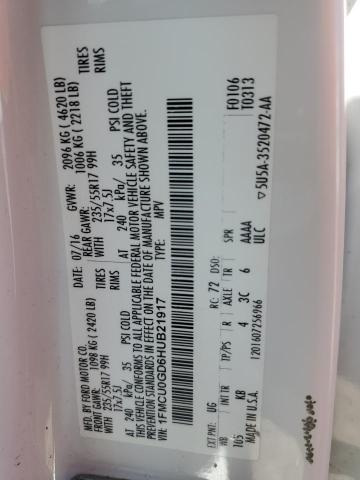 MFD. BY FORD MOTOR CO.
DATE: 07/16 GVWR: 2096 KG ( 4620 LB)
FRONT GAWR: 1098 KG (2420 LB) REAR GAWR: 1006 KG ( 2218 LB)
WITH 235/55R17 99H TIRES WITH 235/55R17 99H TIRES
17x7.5J RIMS 17x7.5J RIMS
AT 240 kPa/ 35 PSI COLD AT 240 kPa/ 35 PSI COLD
THIS VEHICLE CONFORMS TO ALL APPLICABLE FEDERAL MOTOR VEHICLE SAFETY AND THEFT
PREVENTION STANDARDS IN EFFECT ON THE DATE OF MANUFACTURE SHOWN ABOVE.
VIN: 1FMCU0GD6HUB21917
TYPE: MPV
F0106
T0313
EXT PNT: UG RC: 72 DSO:
WB INT TR TP/PS R AXLE TR SPR
105 KB 4 3C 6 AAAA
MADE IN U.S.A. ULC
1201607256966
▽5U5A-3520472-AA